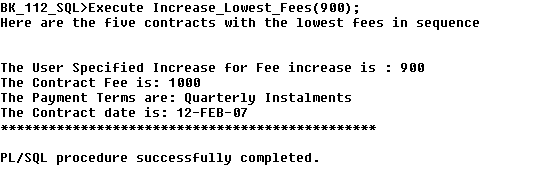 BK_112_SQL>Execute Increase_Lowest_Fees(900);
Here are the five contracts with the lowest fees in sequence
The User Specified Increase for Fee increase is : 900
The Contract Fee is: 1000
The Payment Terms are: Quarterly Instalments
The Contract date is: 12-FEB-07
***********************************************
PL/SQL procedure successfully completed.